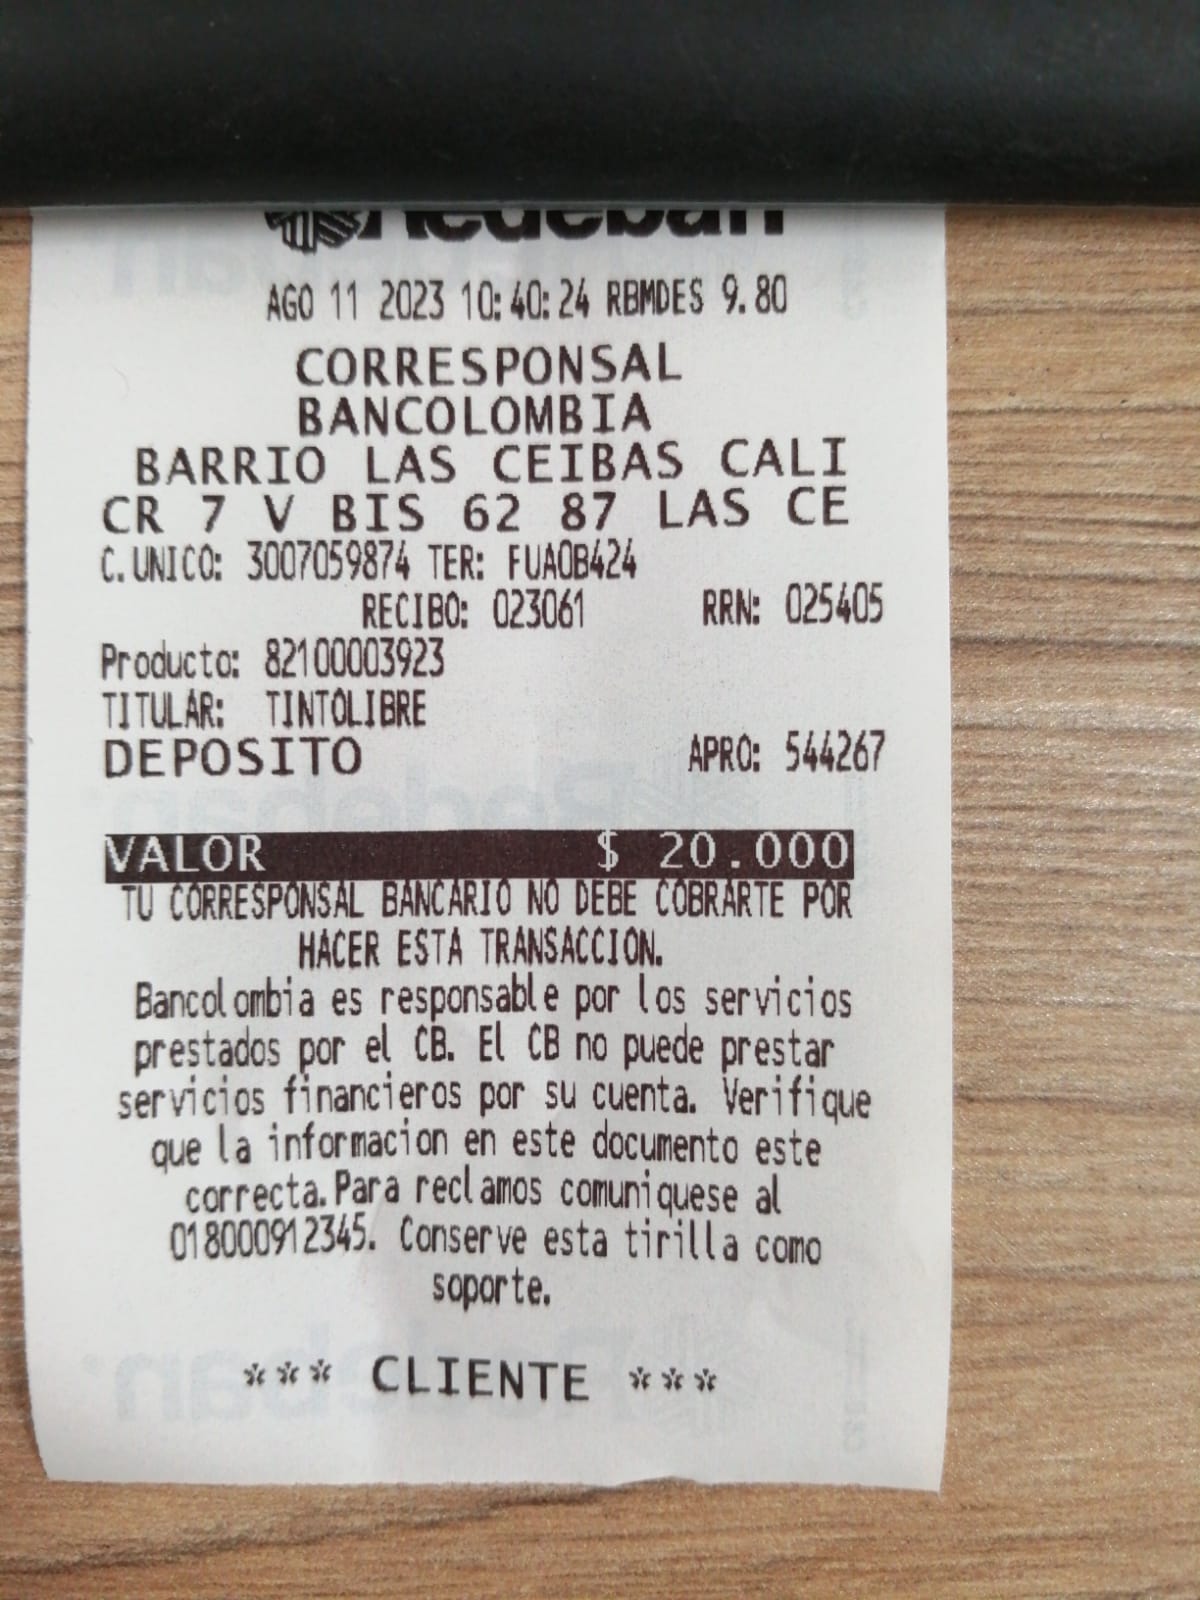 Redeban
AGO 11 2023 10:40:24 RBMDES 9.80
CORRESPONSAL
BANCOLOMBIA
BARRIO LAS CEIBAS CALI
CR 7 V BIS 62 87 LAS CE
C.UNICO: 3007059874 TER: FUAOB424
RECIBO: 023061 RRN: 025405
Producto: 82100003923
TITULAR: TINTOLIBRE
DEPOSITO APRO: 544267
VALOR $ 20.000
TU CORRESPONSAL BANCARIO NO DEBE COBRARTE POR
HACER ESTA TRANSACCION.
Bancolombia es responsable por los servicios
prestados por el CB. El CB no puede prestar
servicios financieros por su cuenta. Verifique
que la informacion en este documento este
correcta.Para reclamos comuniquese al
018000912345. Conserve esta tirilla como
soporte.
*** CLIENTE ***